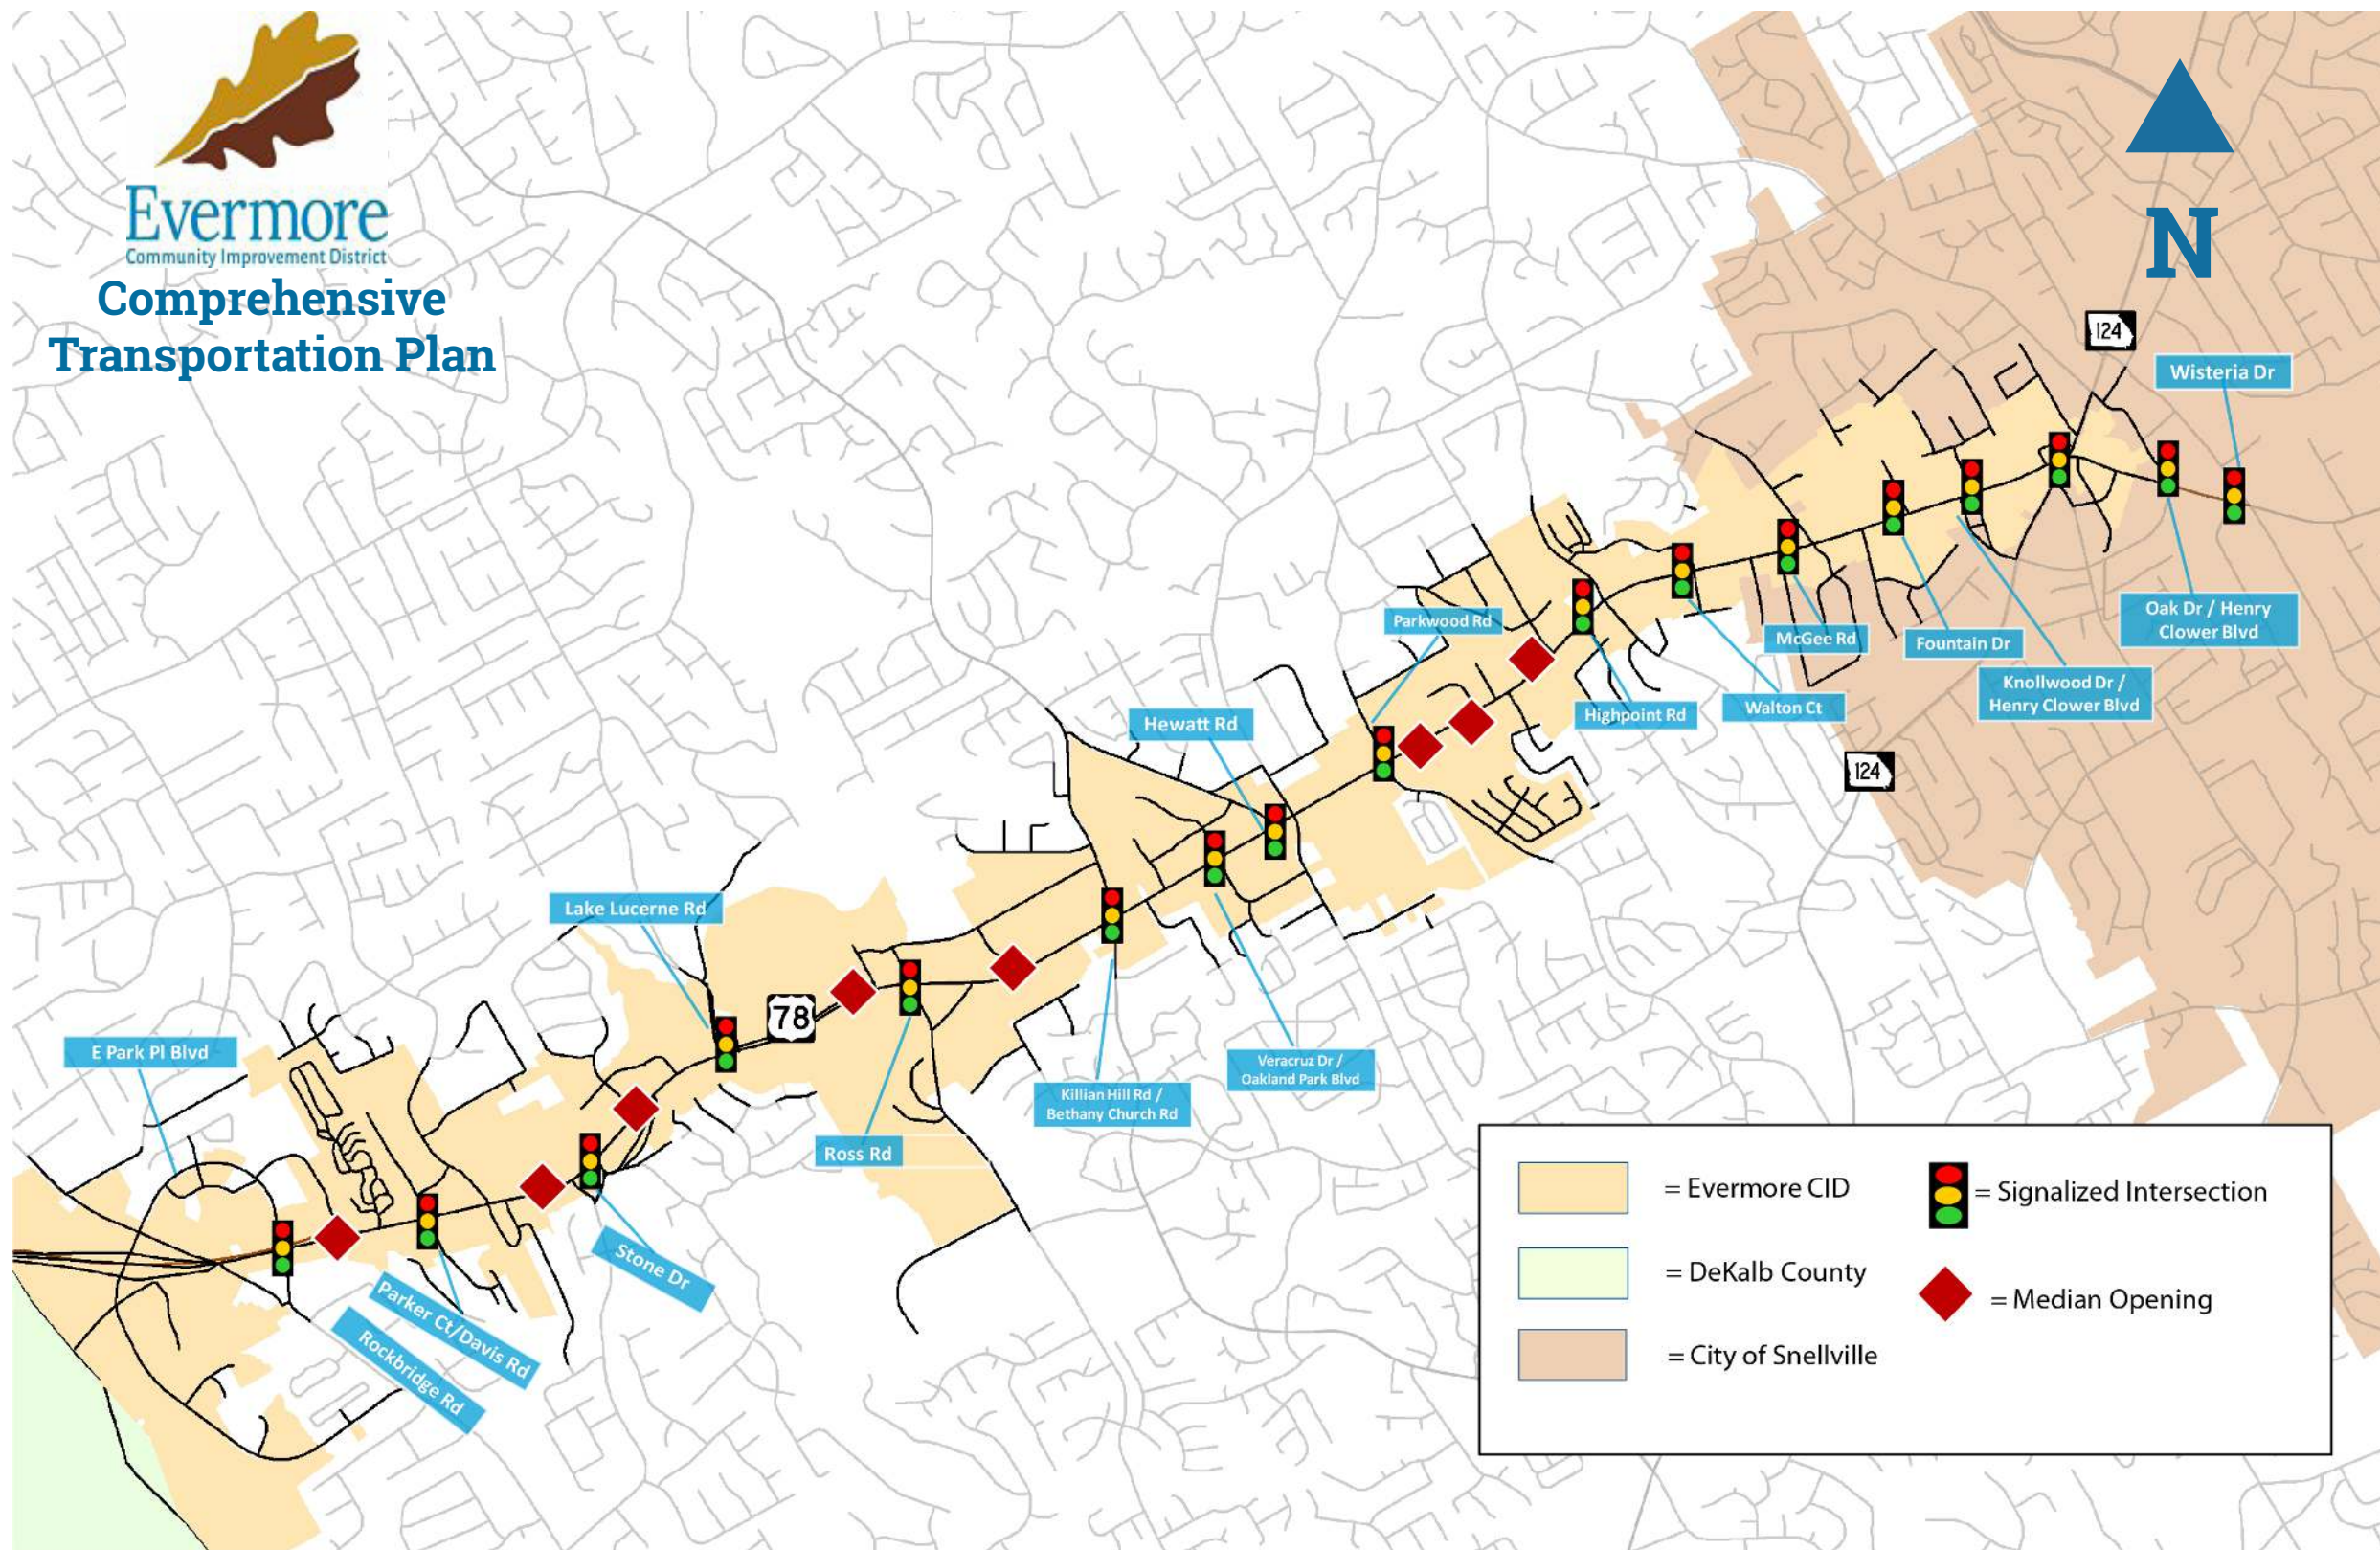 Evermore
Community Improvement District
Comprehensive
Transportation Plan
N
124
Wisteria Dr
Oak Dr / Henry
Clower Blvd
Parkwood Rd
McGee Rd
Fountain Dr
Knollwood Dr /
Henry Clower Blvd
Highpoint Rd
Walton Ct
Hewatt Rd
124
Lake Lucerne Rd
78
E Park Pl Blvd
Veracruz Dr /
Oakland Park Blvd
Killian Hill Rd /
Bethany Church Rd
Ross Rd
Stone Dr
Parker Ct/Davis Rd
Rockbridge Rd
= Evermore CID
= Signalized Intersection
= DeKalb County
= Median Opening
= City of Snellville